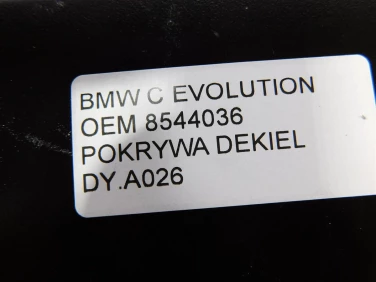 BMW C EVOLUTION
OEM 8544036
POKRYWA DEKIEL
DY.A026